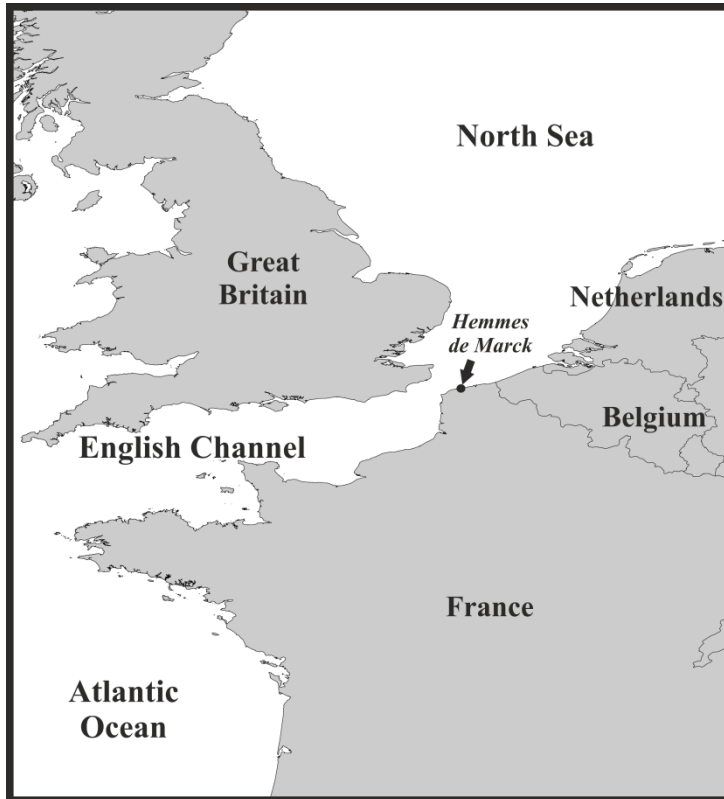 North Sea
Great
Britain
Netherlands
Hemmes
de Marck
Belgium
English Channel
France
Atlantic
Ocean